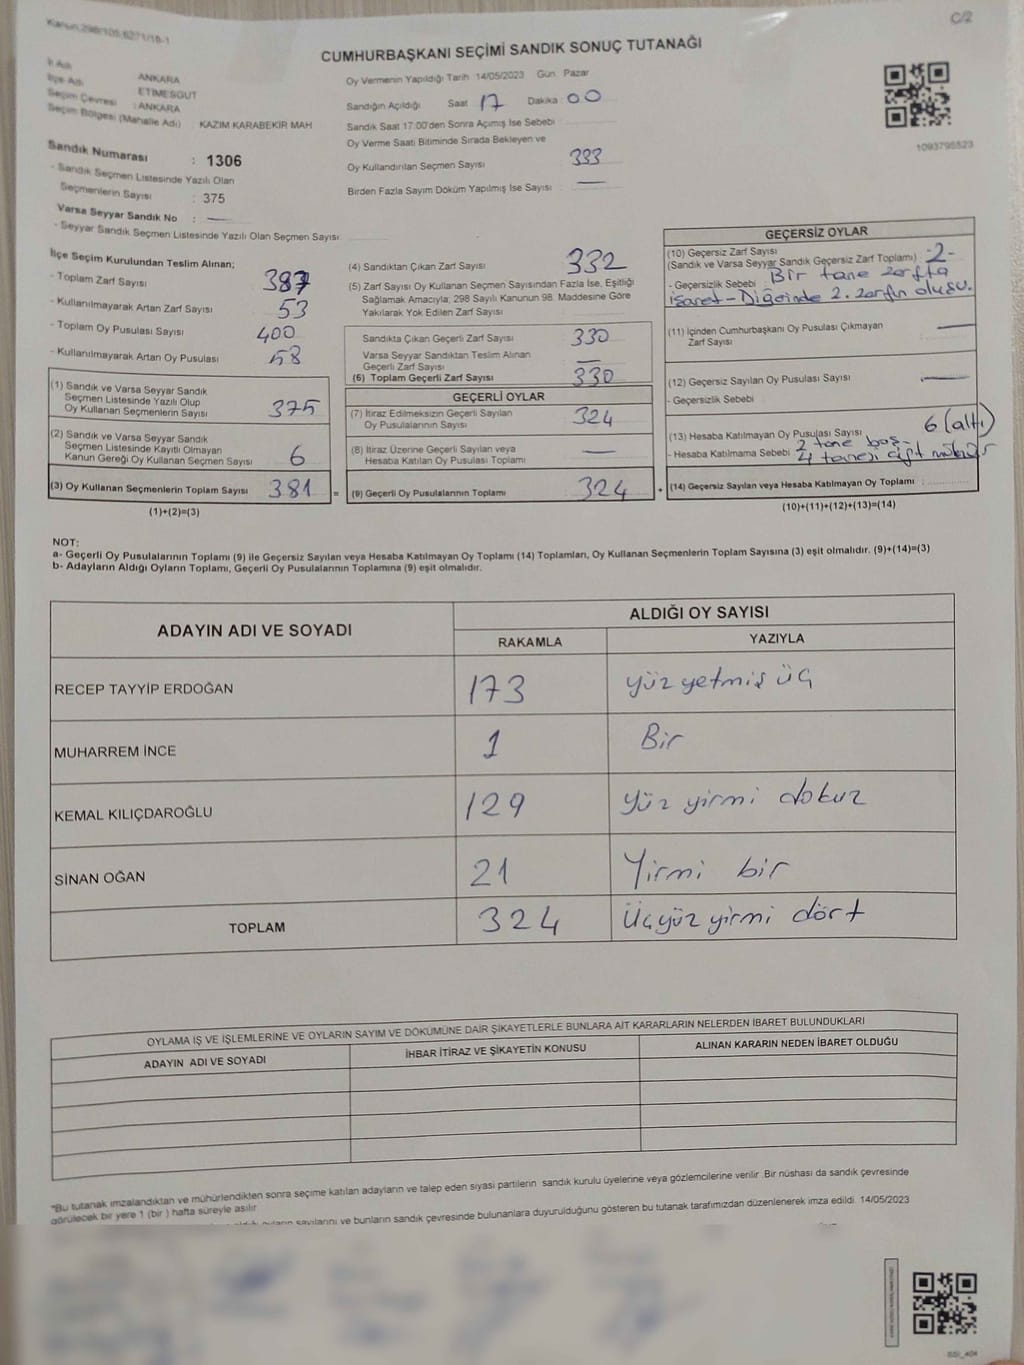 Kanun:298/105:6271/16-1
C/2
CUMHURBAŞKANI SEÇİMİ SANDIK SONUÇ TUTANAĞI
İl Adı : ANKARA
İlçe Adı : ETİMESGUT
Seçim Çevresi : ANKARA
Seçim Bölgesi (Mahalle Adı) KAZIM KARABEKİR MAH
Sandık Numarası : 1306
- Sandık Seçmen Listesinde Yazılı Olan
Seçmenlerin Sayısı : 375
Varsa Seyyar Sandık No : —
- Seyyar Sandık Seçmen Listesinde Yazılı Olan Seçmen Sayısı:
Oy Vermenin Yapıldığı Tarih :14/05/2023 Gün: Pazar
Sandığın Açıldığı Saat : 17 Dakika : 00
Sandık Saat 17:00'den Sonra Açımış İse Sebebi :
Oy Verme Saati Bitiminde Sırada Bekleyen ve
Oy Kullandırılan Seçmen Sayısı : 333
Birden Fazla Sayım Döküm Yapılmış İse Sayısı : —
1093796523
İlçe Seçim Kurulundan Teslim Alınan;
- Toplam Zarf Sayısı : 387
- Kullanılmayarak Artan Zarf Sayısı : 53
- Toplam Oy Pusulası Sayısı : 400
- Kullanılmayarak Artan Oy Pusulası : 58
(1) Sandık ve Varsa Seyyar Sandık
Seçmen Listesinde Yazılı Olup
Oy Kullanan Seçmenlerin Sayısı : 375
(2) Sandık ve Varsa Seyyar Sandık
Seçmen Listesinde Kayıtlı Olmayan
Kanun Gereği Oy Kullanan Seçmen Sayısı : 6
(3) Oy Kullanan Seçmenlerin Toplam Sayısı : 381
(1)+(2)=(3)
(4) Sandıktan Çıkan Zarf Sayısı : 332
(5) Zarf Sayısı Oy Kullanan Seçmen Sayısından Fazla İse, Eşitliği
Sağlamak Amacıyla; 298 Sayılı Kanunun 98. Maddesine Göre
Yakılarak Yok Edilen Zarf Sayısı :
Sandıkta Çıkan Geçerli Zarf Sayısı : 330
Varsa Seyyar Sandıktan Teslim Alınan
Geçerli Zarf Sayısı : —
(6) Toplam Geçerli Zarf Sayısı : 330
GEÇERLİ OYLAR
(7) İtiraz Edilmeksizin Geçerli Sayılan
Oy Pusulalarının Sayısı : 324
(8) İtiraz Üzerine Geçerli Sayılan veya
Hesaba Katılan Oy Pusulası Toplamı : —
= (9) Geçerli Oy Pusulalarının Toplamı : 324
GEÇERSİZ OYLAR
(10) Geçersiz Zarf Sayısı
(Sandık ve Varsa Seyyar Sandık Geçersiz Zarf Toplamı) : -2-
- Geçersizlik Sebebi : Bir tane zarfta
işaret-Diğerinde 2. zarfın oluşu.
(11) İçinden Cumhurbaşkanı Oy Pusulası Çıkmayan
Zarf Sayısı : —
(12) Geçersiz Sayılan Oy Pusulası Sayısı : —
- Geçersizlik Sebebi :
(13) Hesaba Katılmayan Oy Pusulası Sayısı : 6 (altı)
- Hesaba Katılmama Sebebi : 2 tane boş-
4 tanesi çift mühür
+ (14) Geçersiz Sayılan veya Hesaba Katılmayan Oy Toplamı :
(10)+(11)+(12)+(13)=(14)
NOT:
a- Geçerli Oy Pusulalarının Toplamı (9) ile Geçersiz Sayılan veya Hesaba Katılmayan Oy Toplamı (14) Toplamları, Oy Kullanan Seçmenlerin Toplam Sayısına (3) eşit olmalıdır. (9)+(14)=(3)
b- Adayların Aldığı Oyların Toplamı, Geçerli Oy Pusulalarının Toplamına (9) eşit olmalıdır.
ADAYIN ADI VE SOYADI
ALDIĞI OY SAYISI
RAKAMLA YAZIYLA
RECEP TAYYİP ERDOĞAN 173 yüz yetmiş üç
MUHARREM İNCE 1 Bir
KEMAL KILIÇDAROĞLU 129 yüz yirmi dokuz
SİNAN OĞAN 21 Yirmi bir
TOPLAM 324 Üçyüz yirmi dört
OYLAMA İŞ VE İŞLEMLERİNE VE OYLARIN SAYIM VE DÖKÜMÜNE DAİR ŞİKAYETLERLE BUNLARA AİT KARARLARIN NELERDEN İBARET BULUNDUKLARI
ADAYIN ADI VE SOYADI İHBAR İTİRAZ VE ŞİKAYETİN KONUSU ALINAN KARARIN NEDEN İBARET OLDUĞU
"Bu tutanak imzalandıktan ve mühürlendikten sonra seçime katılan adayların ve talep eden siyasi partilerin sandık kurulu üyelerine veya gözlemcilerine verilir. Bir nüshası da sandık çevresinde
görülecek bir yere 1 (bir ) hafta süreyle asılır.
oyların sayılarını ve bunların sandık çevresinde bulunanlara duyurulduğunu gösteren bu tutanak tarafımızdan düzenlenerek imza edildi. 14/05/2023